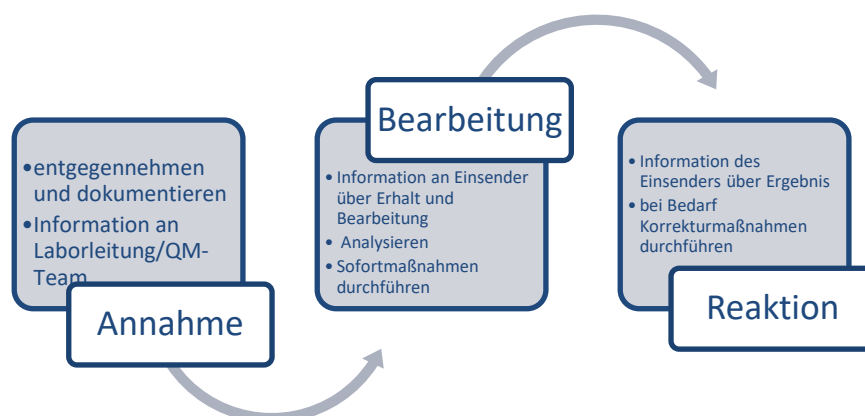 •entgegennehmen
und dokumentieren
•Information an
Laborleitung/QM-
Team
Annahme
Bearbeitung
• Information an Einsender
über Erhalt und
Bearbeitung
• Analysieren
• Sofortmaßnahmen
durchführen
• Information des
Einsenders über Ergebnis
• bei Bedarf
Korrekturmaßnahmen
durchführen
Reaktion